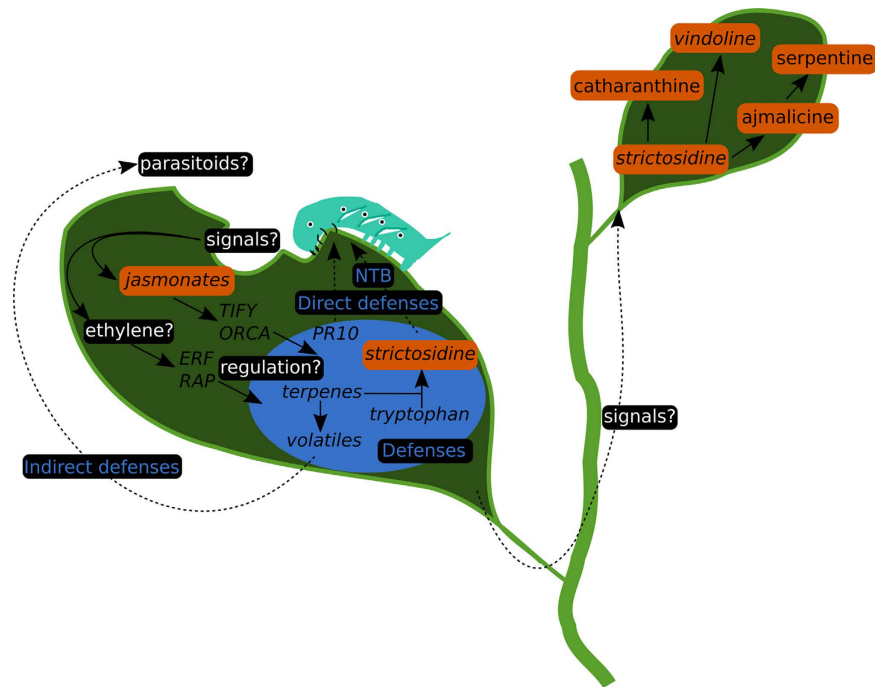 vindoline
serpentine
catharanthine
ajmalicine
strictosidine
parasitoids?
signals?
jasmonates
NTB
Direct defenses
TIFY
ORCA
PR10
ethylene?
ERF
RAP
regulation?
strictosidine
terpenes
tryptophan
volatiles
Defenses
Indirect defenses
signals?